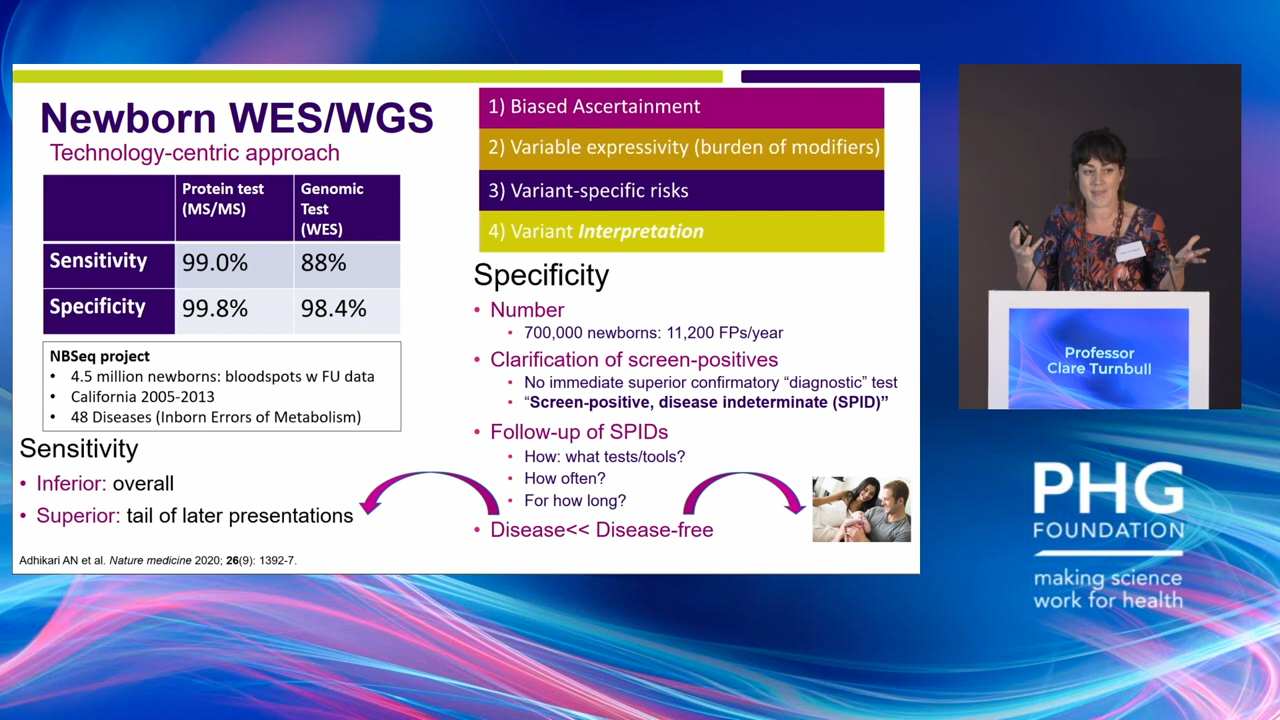 Newborn WES/WGS
Technology-centric approach
Protein test
(MS/MS)
Genomic
Test
(WES)
Sensitivity
99.0%
88%
Specificity
99.8%
98.4%
NBSeq project
• 4.5 million newborns: bloodspots w FU data
• California 2005-2013
• 48 Diseases (Inborn Errors of Metabolism)
Sensitivity
• Inferior: overall
• Superior: tail of later presentations
Adhikari AN et al. Nature medicine 2020; 26(9): 1392-7.
1) Biased Ascertainment
2) Variable expressivity (burden of modifiers)
3) Variant-specific risks
4) Variant Interpretation
Specificity
• Number
• 700,000 newborns: 11,200 FPs/year
• Clarification of screen-positives
• No immediate superior confirmatory “diagnostic” test
• “Screen-positive, disease indeterminate (SPID)”
• Follow-up of SPIDs
• How: what tests/tools?
• How often?
• For how long?
• Disease<< Disease-free
Professor
Clare Turnbull
PHG
FOUNDATION
making science
work for health